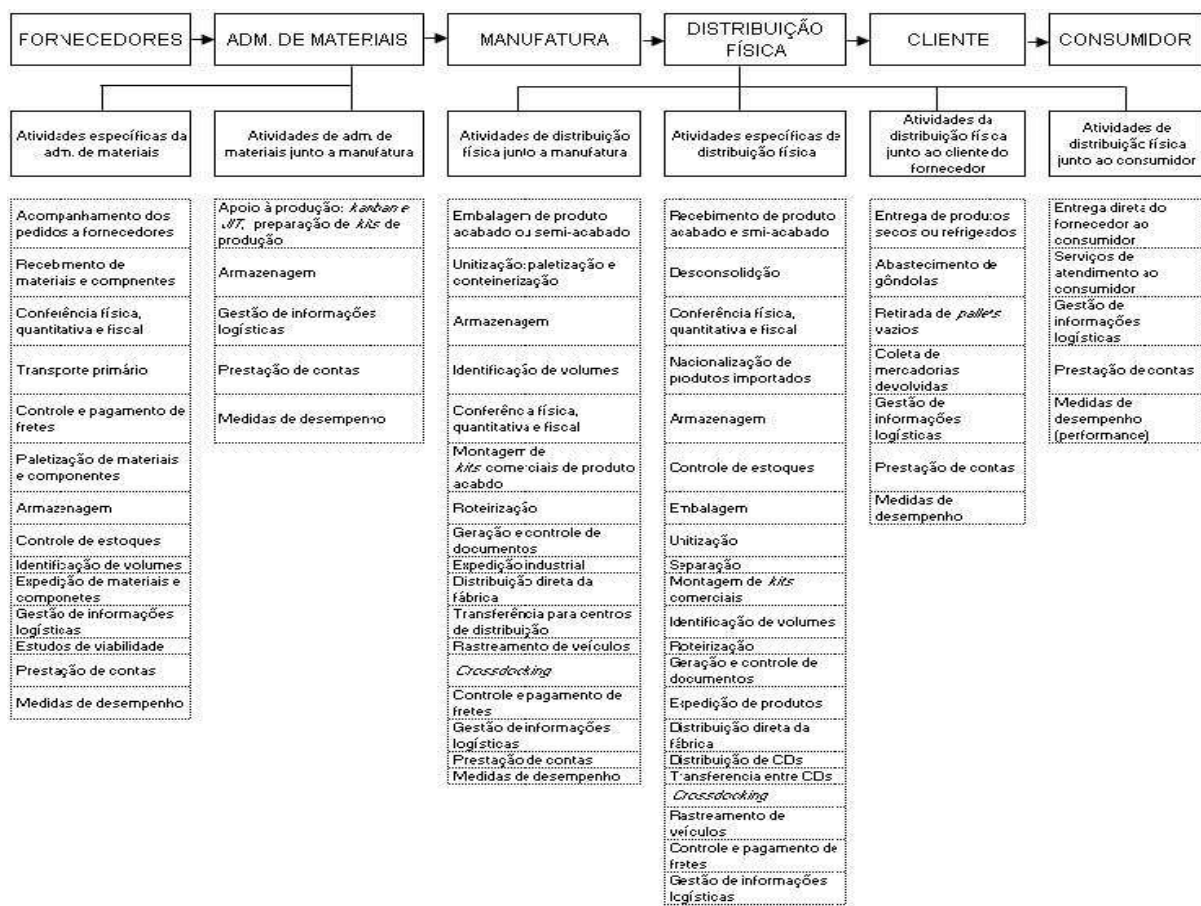 FORNECEDORES
ADM. DE MATERIAIS
MANUFATURA
DISTRIBUIÇÃO
FÍSICA
CLIENTE
CONSUMIDOR
Atividades específicas da
adm. de materiais
Atividades de adm. de
materiais junto a manufatura
Atividades de distribuição
física junto a manufatura
Atividades específicas de
distribuição física
Atividades da
distribuição física
junto ao cliente do
fornecedor
Atividades de
distribuição física
junto ao consumidor
Acompanhamento dos
pedidos a fornecedores
Recebimento de
materiais e compnentes
Conferência física,
quantitativa e fiscal
Transporte primário
Controle e pagamento de
fretes
Paletização de materiais
e componentes
Armazenagem
Controle de estoques
Identificação de volumes
Expedição de materiais e
componetes
Gestão de informações
logísticas
Estudos de viabilidade
Prestação de contas
Medidas de desempenho
Apoio à produção: kanban e
JIT, preparação de kits de
produção
Armazenagem
Gestão de informações
logísticas
Prestação de contas
Medidas de desempenho
Embalagem de produto
acabado ou semi-acabado
Unitização: paletização e
conteinerização
Armazenagem
Identificação de volumes
Conferência física,
quantitativa e fiscal
Montagem de
kits comerciais de produto
acabdo
Roteirização
Geração e controle de
documentos
Expedição industrial
Distribuição direta da
fábrica
Transferência para centros
de distribuição
Rastreamento de veículos
Crossdocking
Controle e pagamento de
fretes
Gestão de informações
logísticas
Prestação de contas
Medidas de desempenho
Recebimento de produto
acabado e smi-acabado
Desconsolidção
Conferência física,
quantitativa e fiscal
Nacionalização de
produtos importados
Armazenagem
Controle de estoques
Embalagem
Unitização
Separação
Montagem de kits
comerciais
Identificação de volumes
Roteirização
Geração e controle de
documentos
Expedição de produtos
Distribuição direta da
fábrica
Distribuição de CDs
Transferencia entre CDs
Crossdocking
Rastreamento de
veículos
Controle e pagamento de
fretes
Gestão de informações
logísticas
Entrega de produtos
secos ou refrigeados
Abastecimento de
gôndolas
Retirada de pallets
vazios
Coleta de
mercadorias
devolvidas
Gestão de
informações
logísticas
Prestação de contas
Medidas de
desempenho
Entrega direta do
fornecedor ao
consumidor
Serviços de
atendimento ao
consumidor
Gestão de
informações
logísticas
Prestação de contas
Medidas de
desempenho
(performance)